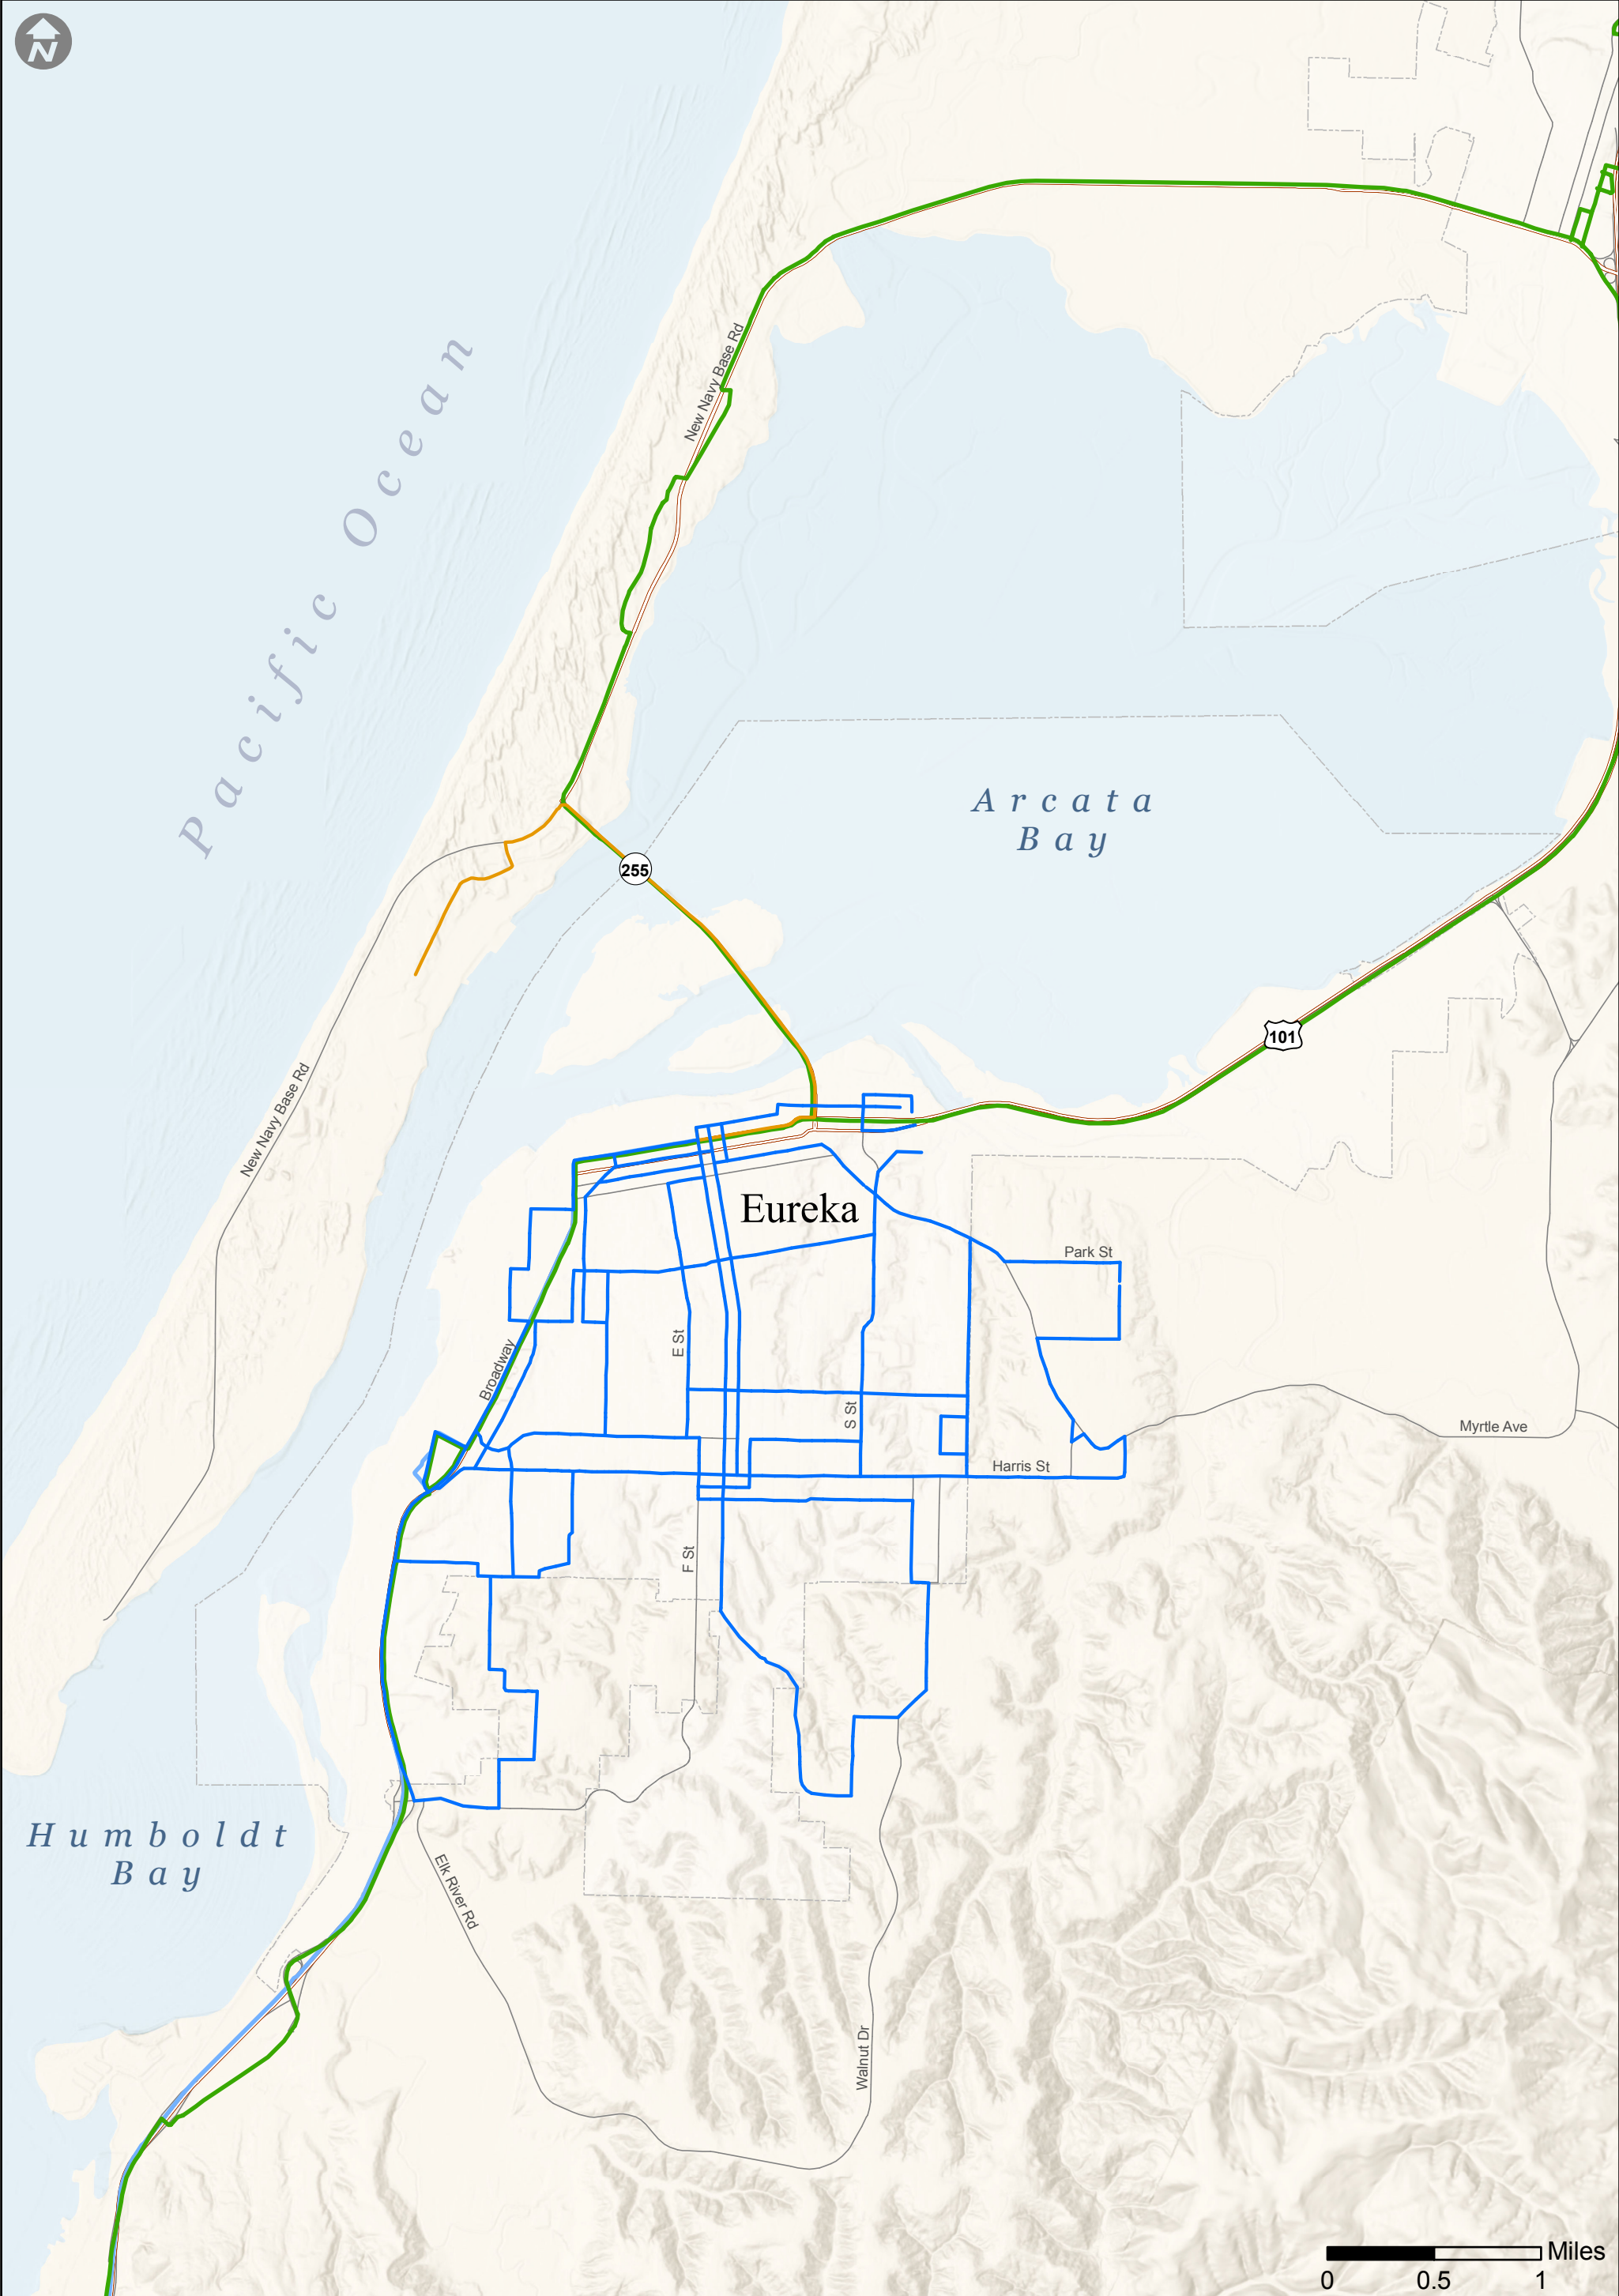 N
New Navy Base Rd
Pacific Ocean
Arcata
Bay
255
101
New Navy Base Rd
Eureka
Park St
E St
Broadway
S St
Myrtle Ave
Harris St
F St
Humboldt
Bay
Elk River Rd
Walnut Dr
Miles
0 0.5 1